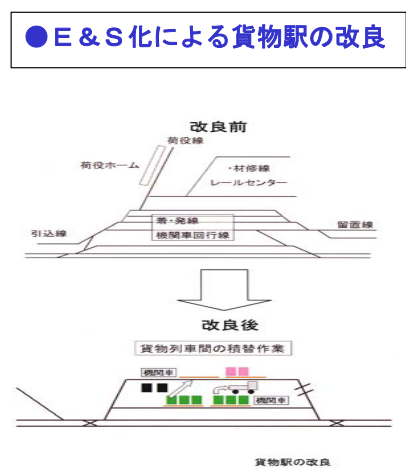 ●E&S化による貨物駅の改良
改良前
荷役線
荷役ホーム
・材修線
レールセンター
着・発線
機関車回行線
引込線
留置線
改良後
貨物列車間の積替作業
機関車
機関車
貨物駅の改良